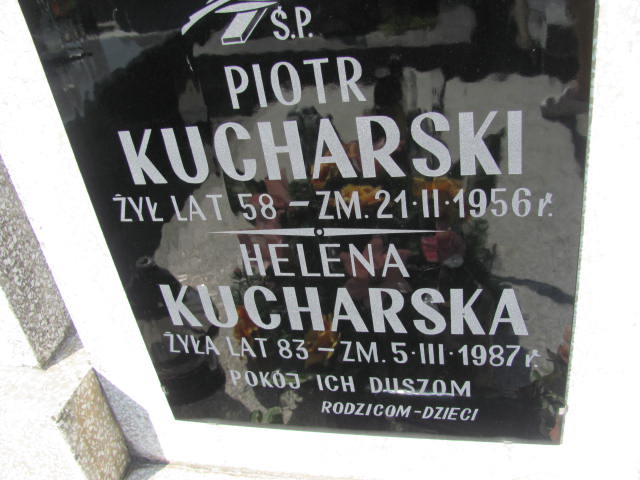 Ś.P.
PIOTR
KUCHARSKI
ŻYŁ LAT 58 - ZM. 21·II·1956 r.
HELENA
KUCHARSKA
ŻYŁA LAT 83 - ZM. 5·III·1987 r.
POKÓJ ICH DUSZOM
RODZICOM-DZIECI